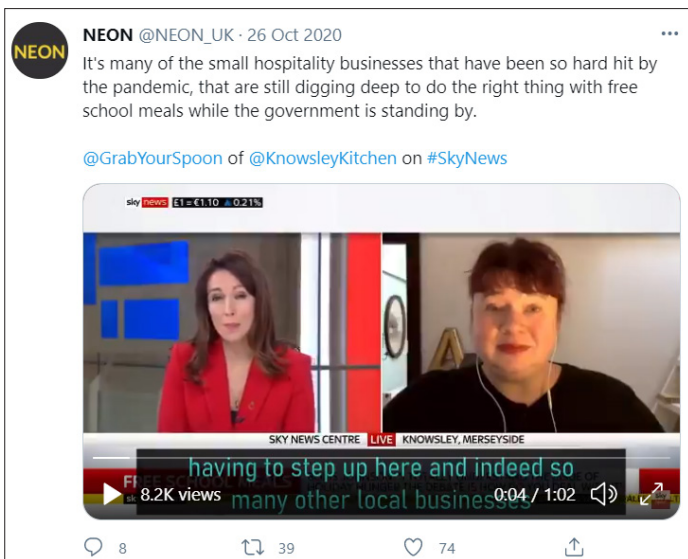 NEON
NEON @NEON_UK · 26 Oct 2020
It's many of the small hospitality businesses that have been so hard hit by
the pandemic, that are still digging deep to do the right thing with free
school meals while the government is standing by.
@GrabYourSpoon of @KnowsleyKitchen on #SkyNews
sky news £1 = €1.10 ▲0.21%
SKY NEWS CENTRE LIVE KNOWSLEY, MERSEYSIDE
having to step up here and indeed so
FREE SCHOOL MEALS
8.2K views many other local businesses 0:04 / 1:02
8 39 74